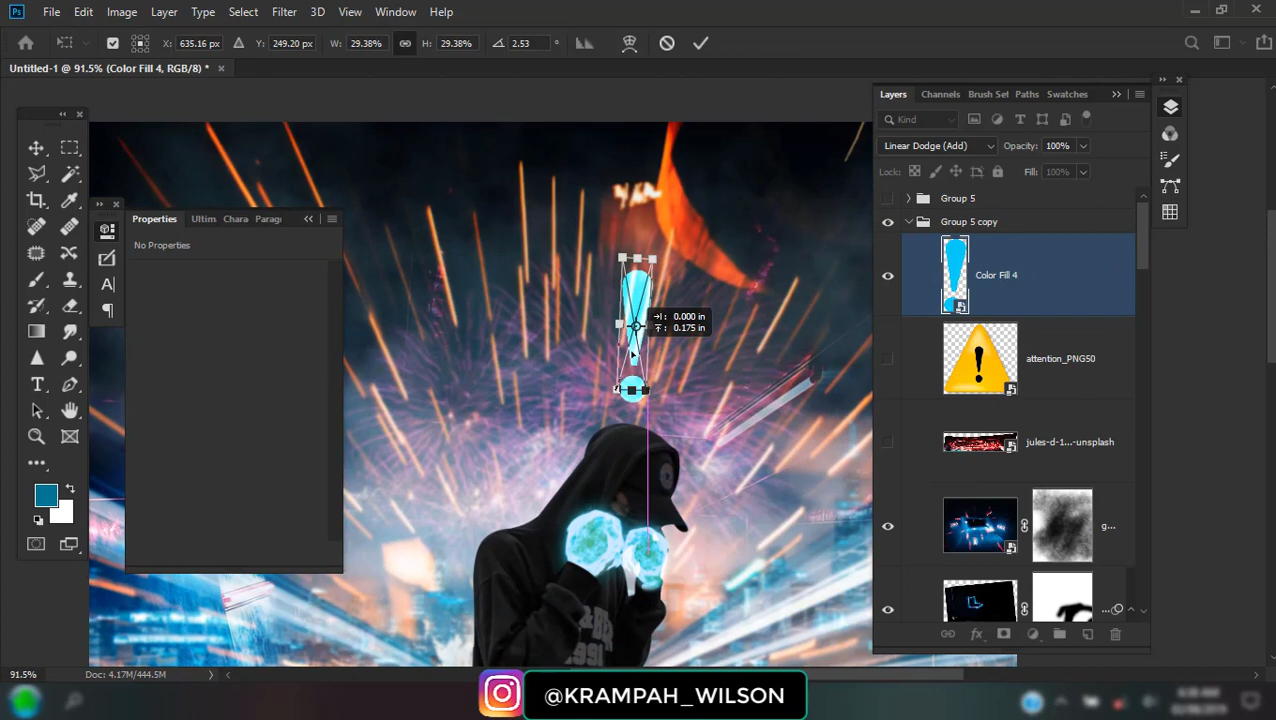 Ps File Edit Image Layer Type Select Filter 3D View Window Help
X: 635.16 px Y: 249.20 px W: 29.38% H: 29.38% 2.53 °
Untitled-1 @ 91.5% (Color Fill 4, RGB/8) *
Layers Channels Brush Set Paths Swatches
Kind
Linear Dodge (Add) Opacity: 100%
Lock: Fill: 100%
Group 5
Group 5 copy
Color Fill 4
attention_PNG50
jules-d-1...-unsplash
g...
...
Properties Ultim Chara Paragr
No Properties
0.000 in
0.175 in
91.5% Doc: 4.17M/444.5M
@KRAMPAH_WILSON